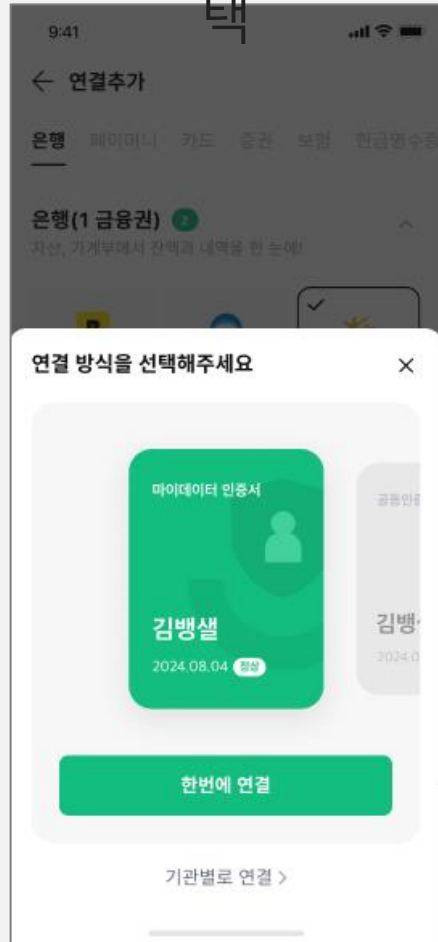 택
9:41
연결추가
은행 페이머니 카드 증권 보험 현금영수증
은행(1 금융권) 2
자산, 가계부에서 잔액과 내역을 한 눈에!
연결 방식을 선택해주세요
마이데이터 인증서
김뱅샐
2024.08.04 정상
공동인증
김뱅
2024.0
한번에 연결
기관별로 연결 >